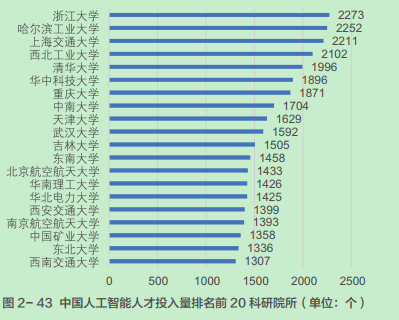 浙江大学 2273
哈尔滨工业大学 2252
上海交通大学 2211
西北工业大学 2102
清华大学 1996
华中科技大学 1896
重庆大学 1871
中南大学 1704
天津大学 1629
武汉大学 1592
吉林大学 1505
东南大学 1458
北京航空航天大学 1433
华南理工大学 1426
华北电力大学 1425
西安交通大学 1399
南京航空航天大学 1393
中国矿业大学 1358
东北大学 1336
西南交通大学 1307
0 500 1000 1500 2000 2500
图 2- 43 中国人工智能人才投入量排名前 20 科研院所（单位：个）